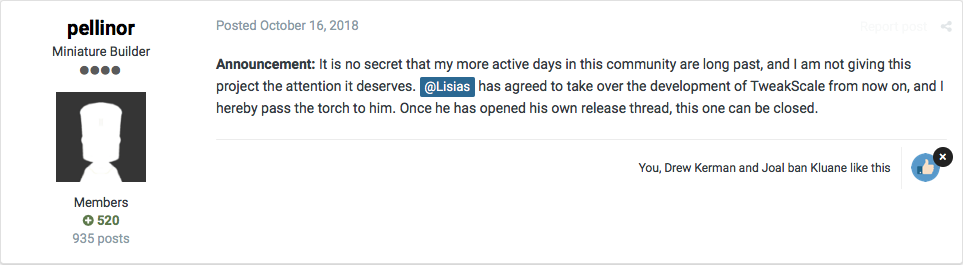 pellinor
Miniature Builder
Members
520
935 posts
Posted October 16, 2018
Report post
Announcement: It is no secret that my more active days in this community are long past, and I am not giving this
project the attention it deserves. @Lisias has agreed to take over the development of TweakScale from now on, and I
hereby pass the torch to him. Once he has opened his own release thread, this one can be closed.
You, Drew Kerman and Joal ban Kluane like this